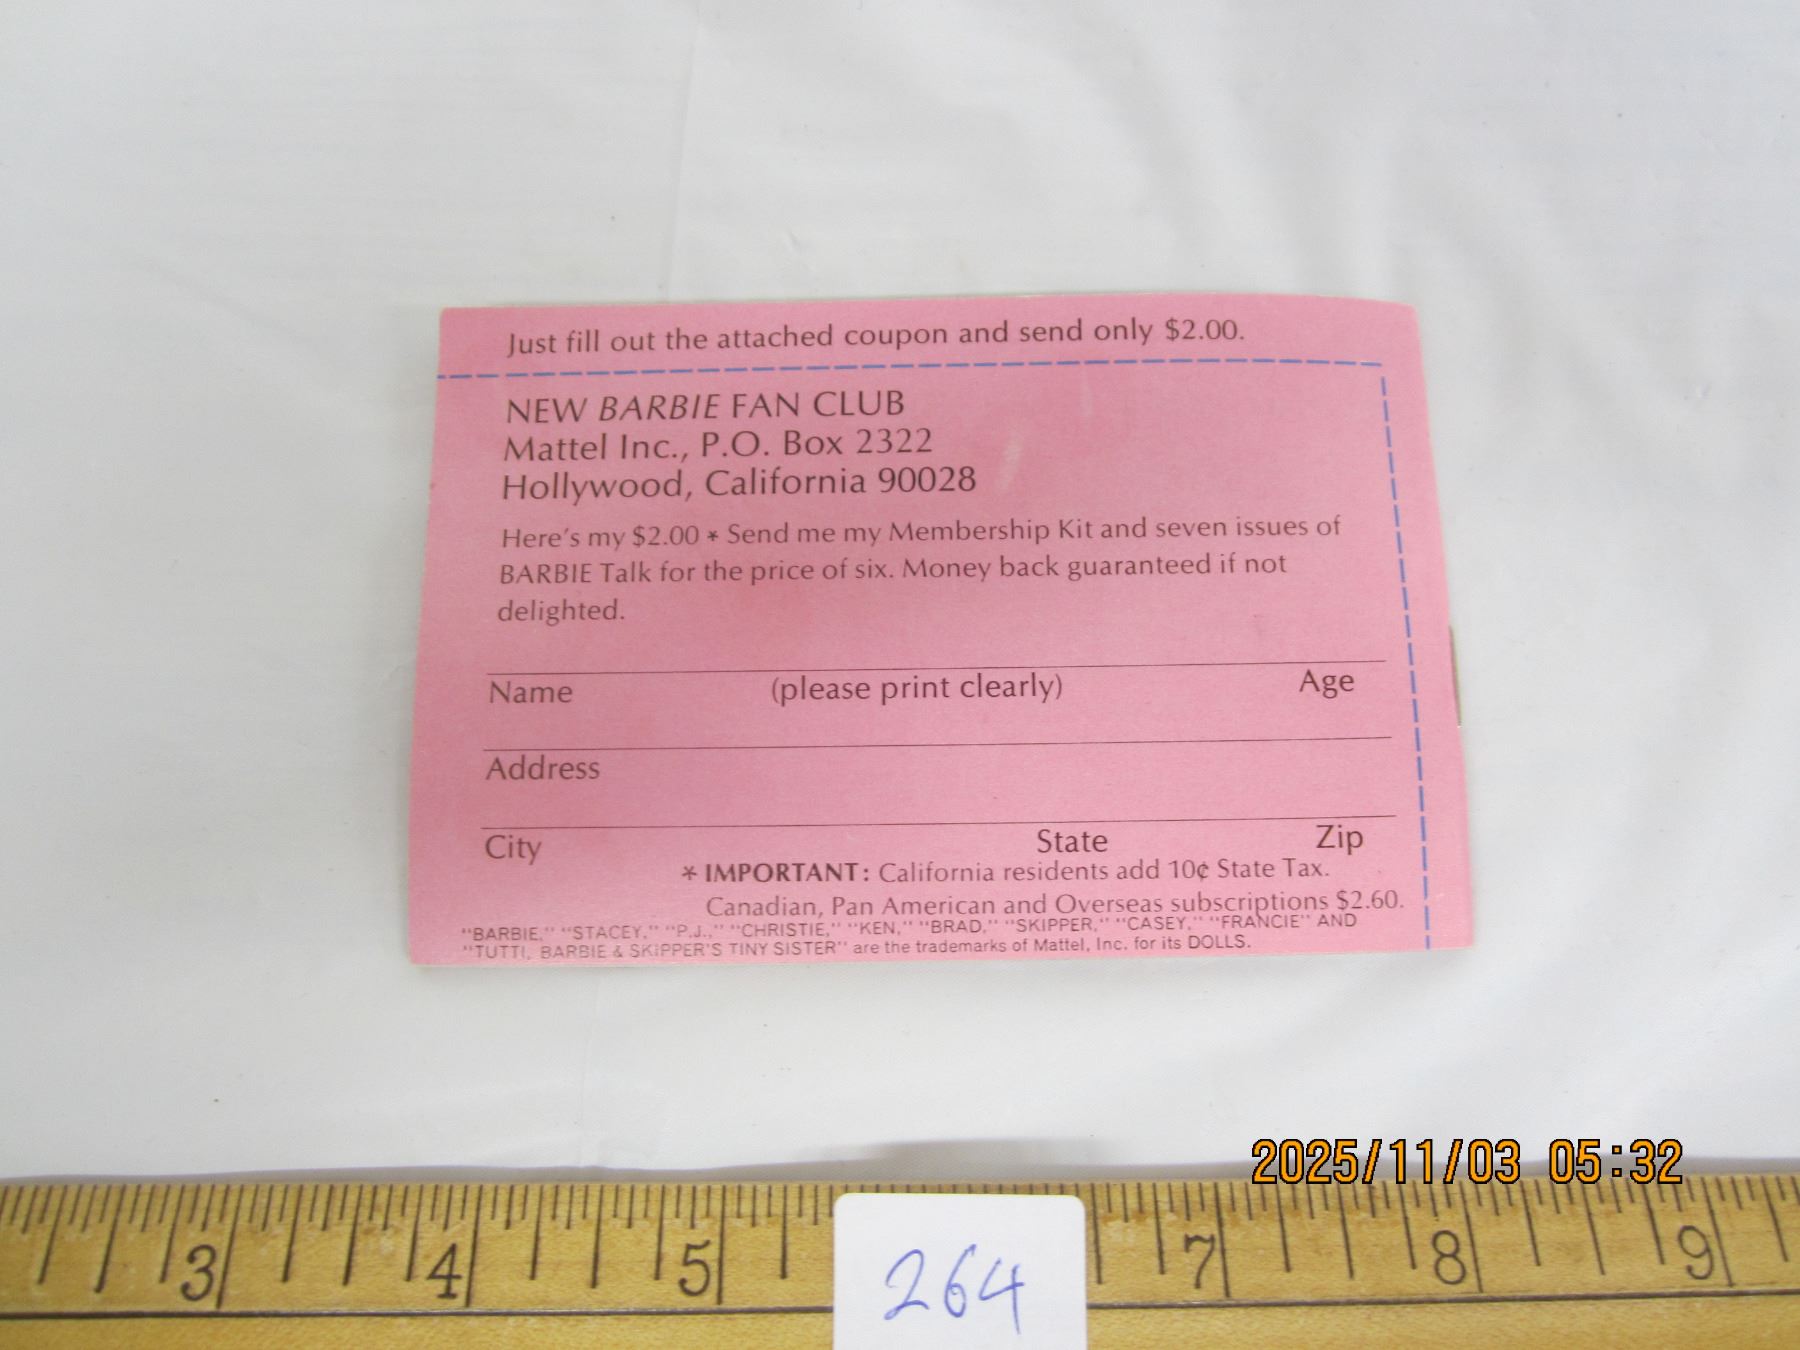 Just fill out the attached coupon and send only $2.00.
NEW BARBIE FAN CLUB
Mattel Inc., P.O. Box 2322
Hollywood, California 90028
Here's my $2.00 * Send me my Membership Kit and seven issues of
BARBIE Talk for the price of six. Money back guaranteed if not
delighted.
Name (please print clearly) Age
Address
City State Zip
* IMPORTANT: California residents add 10¢ State Tax.
Canadian, Pan American and Overseas subscriptions $2.60.
"BARBIE," "STACEY," "P.J.," "CHRISTIE," "KEN," "BRAD," "SKIPPER," "CASEY," "FRANCIE" AND
"TUTTI, BARBIE & SKIPPER'S TINY SISTER" are the trademarks of Mattel, Inc. for its DOLLS.
2025/11/03 05:32
3 4 5 7 8 9
264